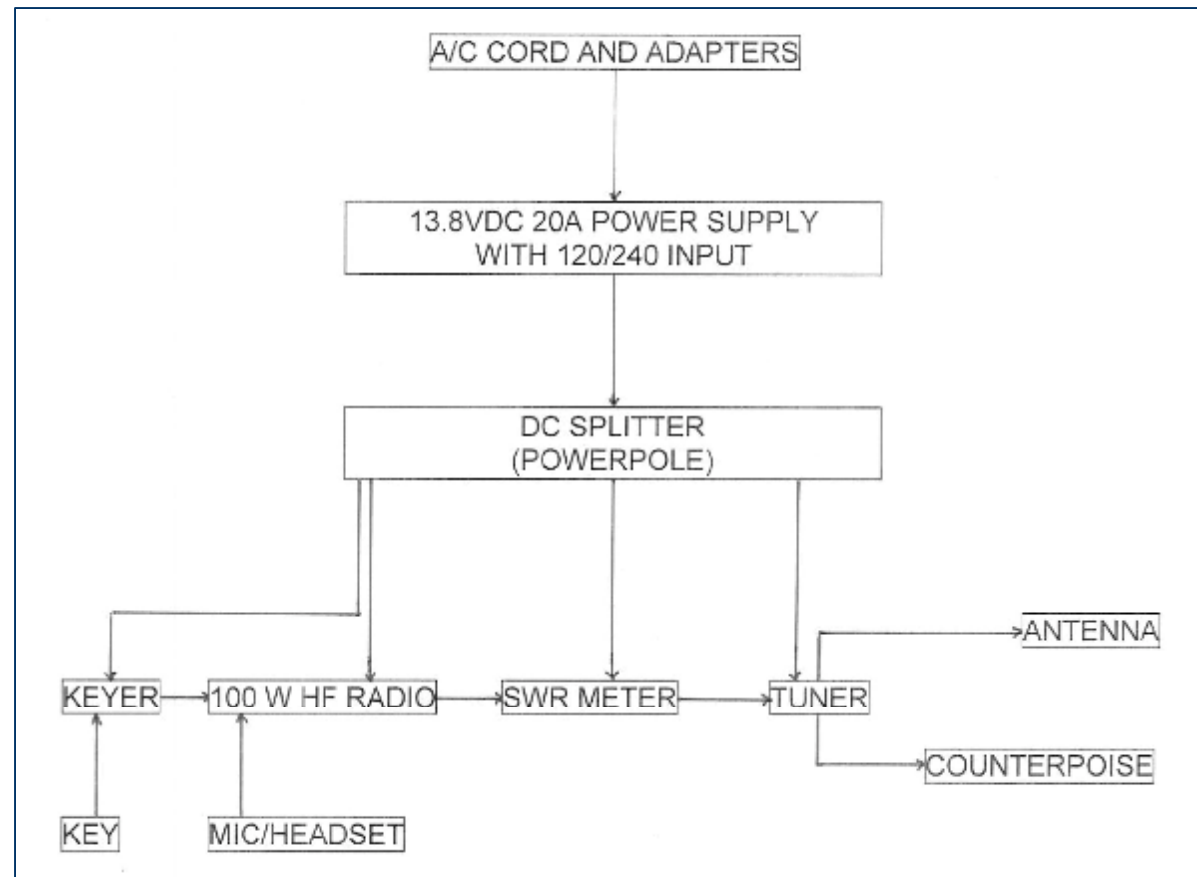 A/C CORD AND ADAPTERS
13.8VDC 20A POWER SUPPLY
WITH 120/240 INPUT
DC SPLITTER
(POWERPOLE)
ANTENNA
KEYER
100 W HF RADIO
SWR METER
TUNER
COUNTERPOISE
KEY
MIC/HEADSET